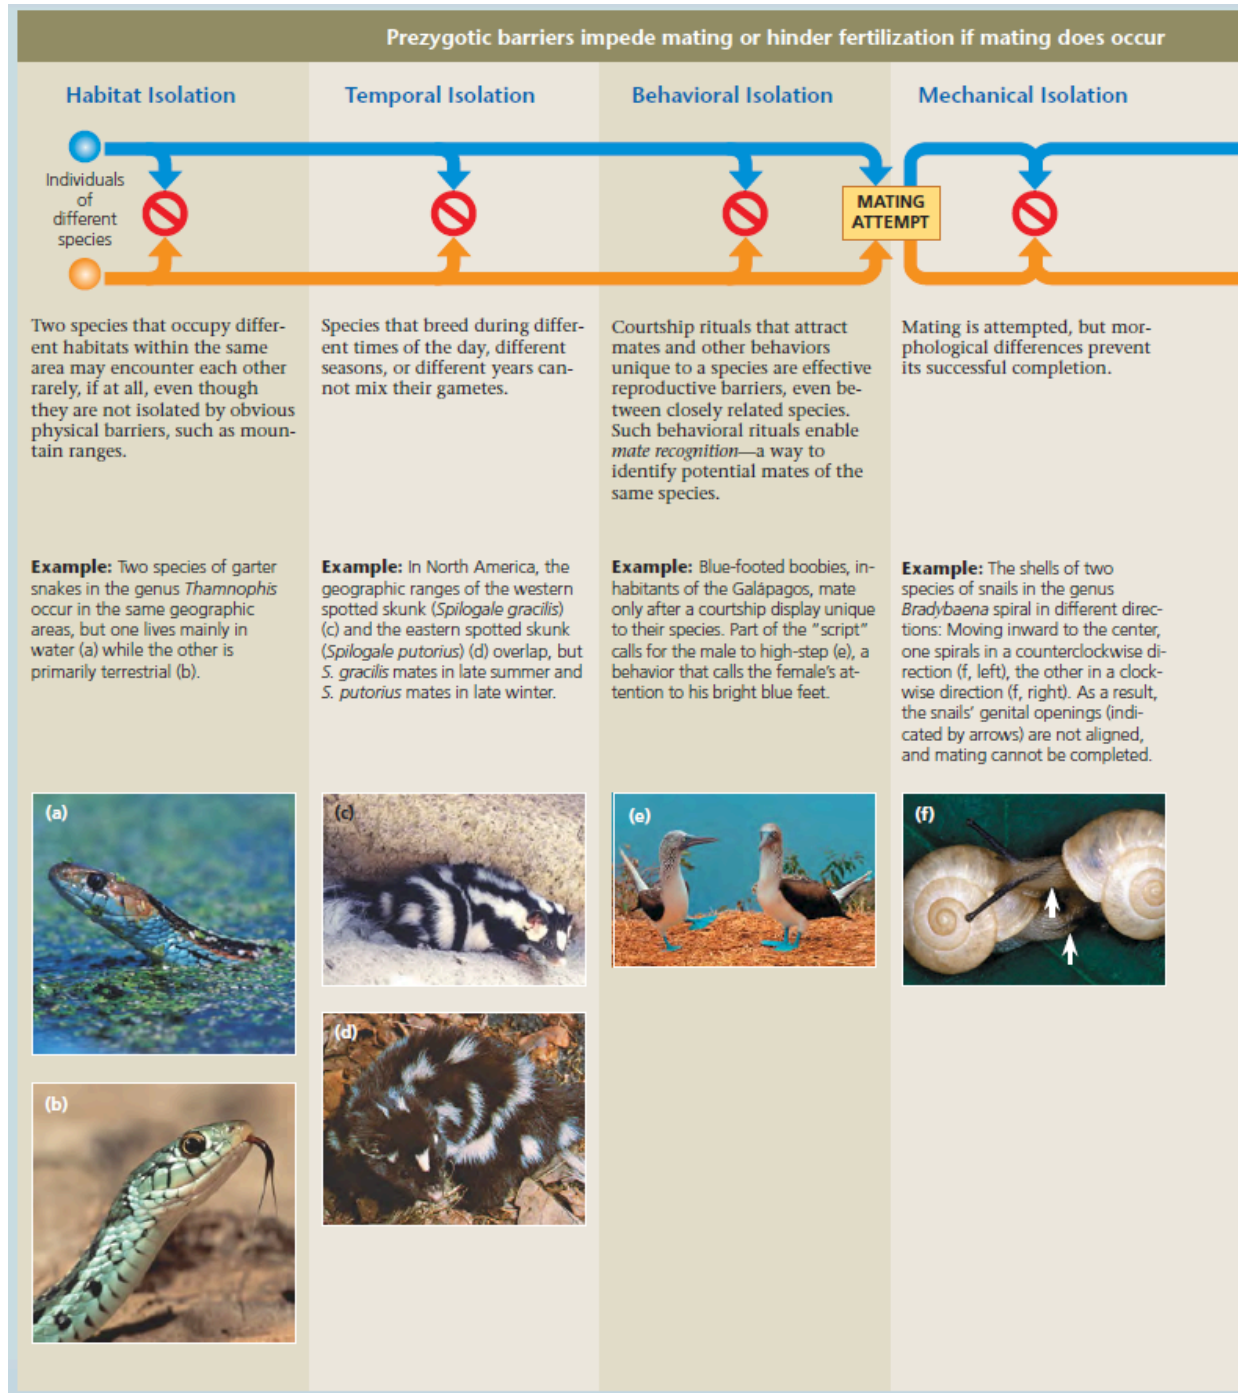 Prezygotic barriers impede mating or hinder fertilization if mating does occur
Habitat Isolation
Temporal Isolation
Behavioral Isolation
Mechanical Isolation
Individuals
of
different
species
MATING
ATTEMPT
Two species that occupy differ-
ent habitats within the same
area may encounter each other
rarely, if at all, even though
they are not isolated by obvious
physical barriers, such as moun-
tain ranges.
Species that breed during differ-
ent times of the day, different
seasons, or different years can-
not mix their gametes.
Courtship rituals that attract
mates and other behaviors
unique to a species are effective
reproductive barriers, even be-
tween closely related species.
Such behavioral rituals enable
mate recognition—a way to
identify potential mates of the
same species.
Mating is attempted, but mor-
phological differences prevent
its successful completion.
Example: Two species of garter
snakes in the genus Thamnophis
occur in the same geographic
areas, but one lives mainly in
water (a) while the other is
primarily terrestrial (b).
Example: In North America, the
geographic ranges of the western
spotted skunk (Spilogale gracilis)
(c) and the eastern spotted skunk
(Spilogale putorius) (d) overlap, but
S. gracilis mates in late summer and
S. putorius mates in late winter.
Example: Blue-footed boobies, in-
habitants of the Galápagos, mate
only after a courtship display unique
to their species. Part of the "script"
calls for the male to high-step (e), a
behavior that calls the female's at-
tention to his bright blue feet.
Example: The shells of two
species of snails in the genus
Bradybaena spiral in different direc-
tions: Moving inward to the center,
one spirals in a counterclockwise di-
rection (f, left), the other in a clock-
wise direction (f, right). As a result,
the snails' genital openings (indi-
cated by arrows) are not aligned,
and mating cannot be completed.
(a)
(b)
(c)
(d)
(e)
(f)